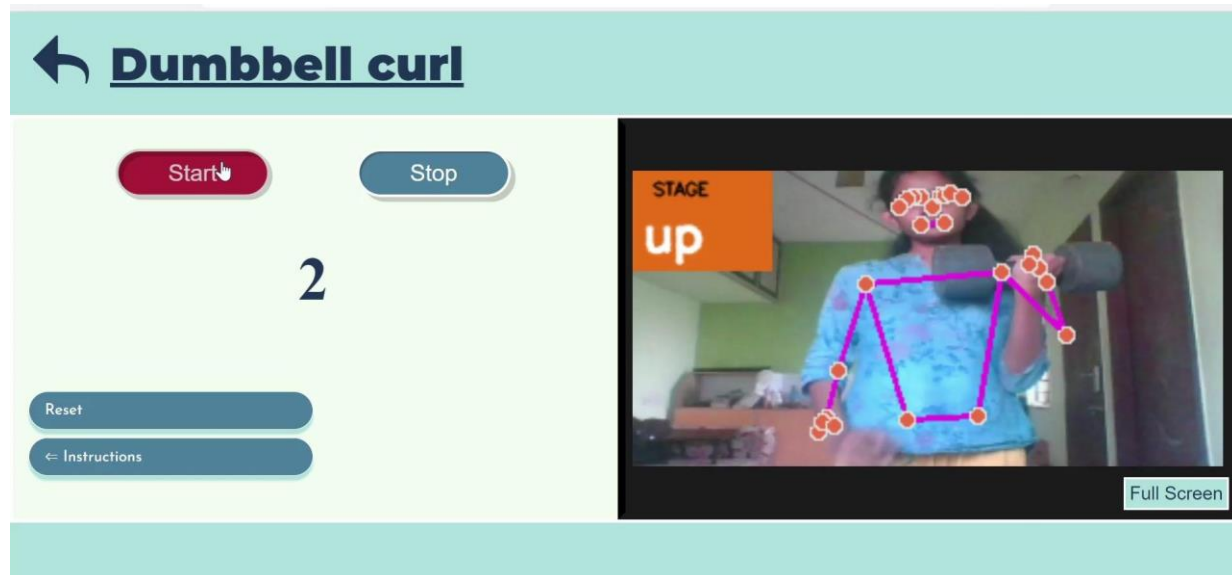 Dumbbell curl
Start
Stop
2
Reset
⇐ Instructions
STAGE
up
Full Screen